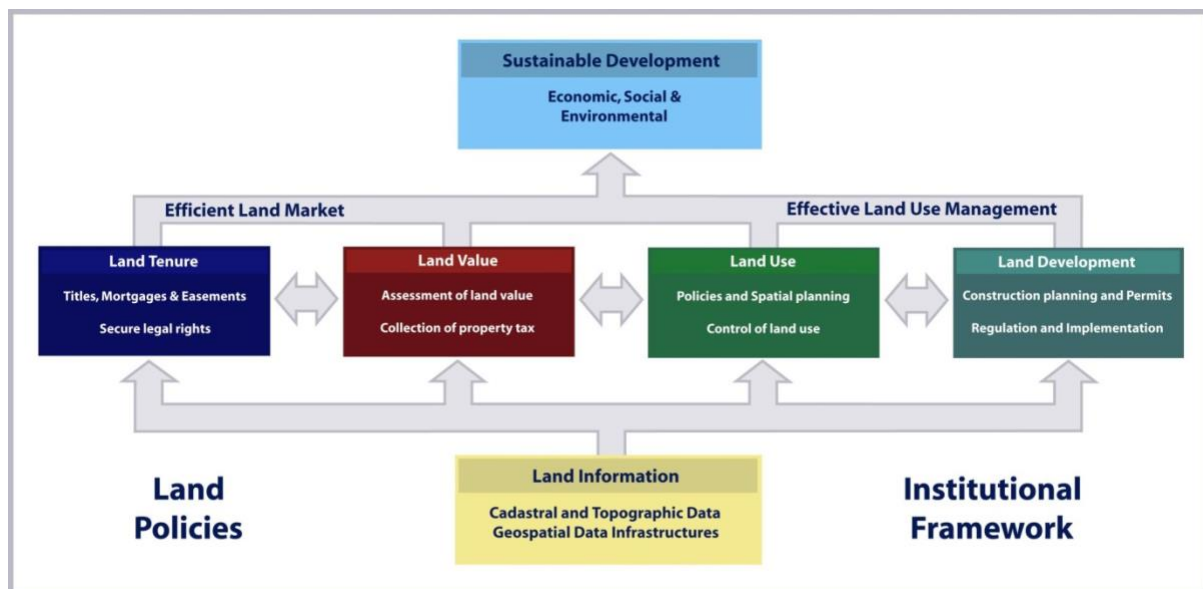 Sustainable Development
Economic, Social &
Environmental
Efficient Land Market
Effective Land Use Management
Land Tenure
Titles, Mortgages & Easements
Secure legal rights
Land Value
Assessment of land value
Collection of property tax
Land Use
Policies and Spatial planning
Control of land use
Land Development
Construction planning and Permits
Regulation and Implementation
Land
Policies
Land Information
Cadastral and Topographic Data
Geospatial Data Infrastructures
Institutional
Framework